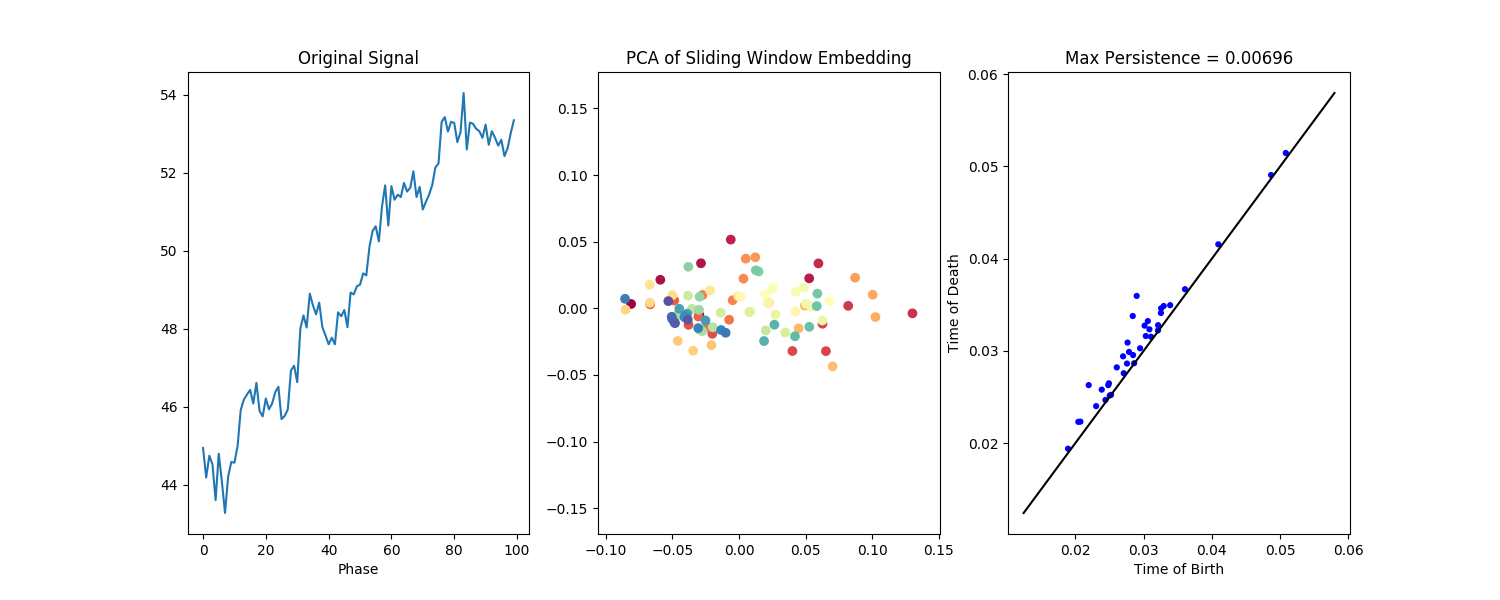 Original Signal
54
52
50
48
46
44
0 20 40 60 80 100
Phase
PCA of Sliding Window Embedding
0.15
0.10
0.05
0.00
−0.05
−0.10
−0.15
−0.10 −0.05 0.00 0.05 0.10 0.15
Max Persistence = 0.00696
Time of Death
0.06
0.05
0.04
0.03
0.02
0.02 0.03 0.04 0.05 0.06
Time of Birth